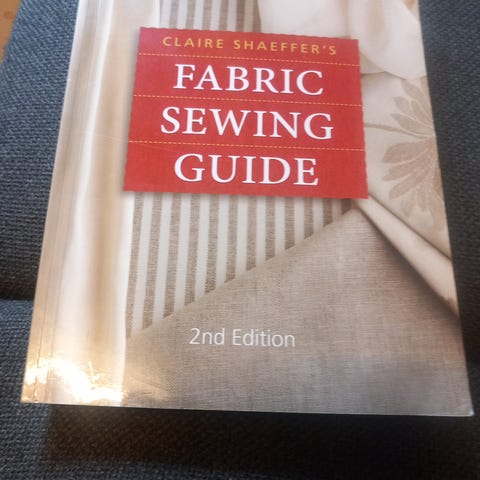 CLAIRE SHAEFFER'S
FABRIC
SEWING
GUIDE
2nd Edition